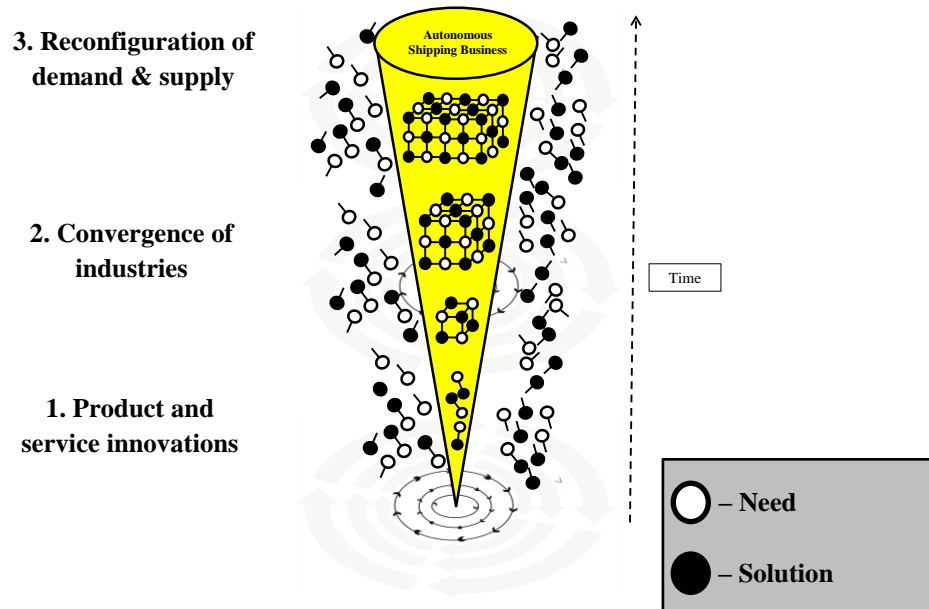 3. Reconfiguration of
demand & supply
Autonomous
Shipping Business
2. Convergence of
industries
Time
1. Product and
service innovations
– Need
– Solution